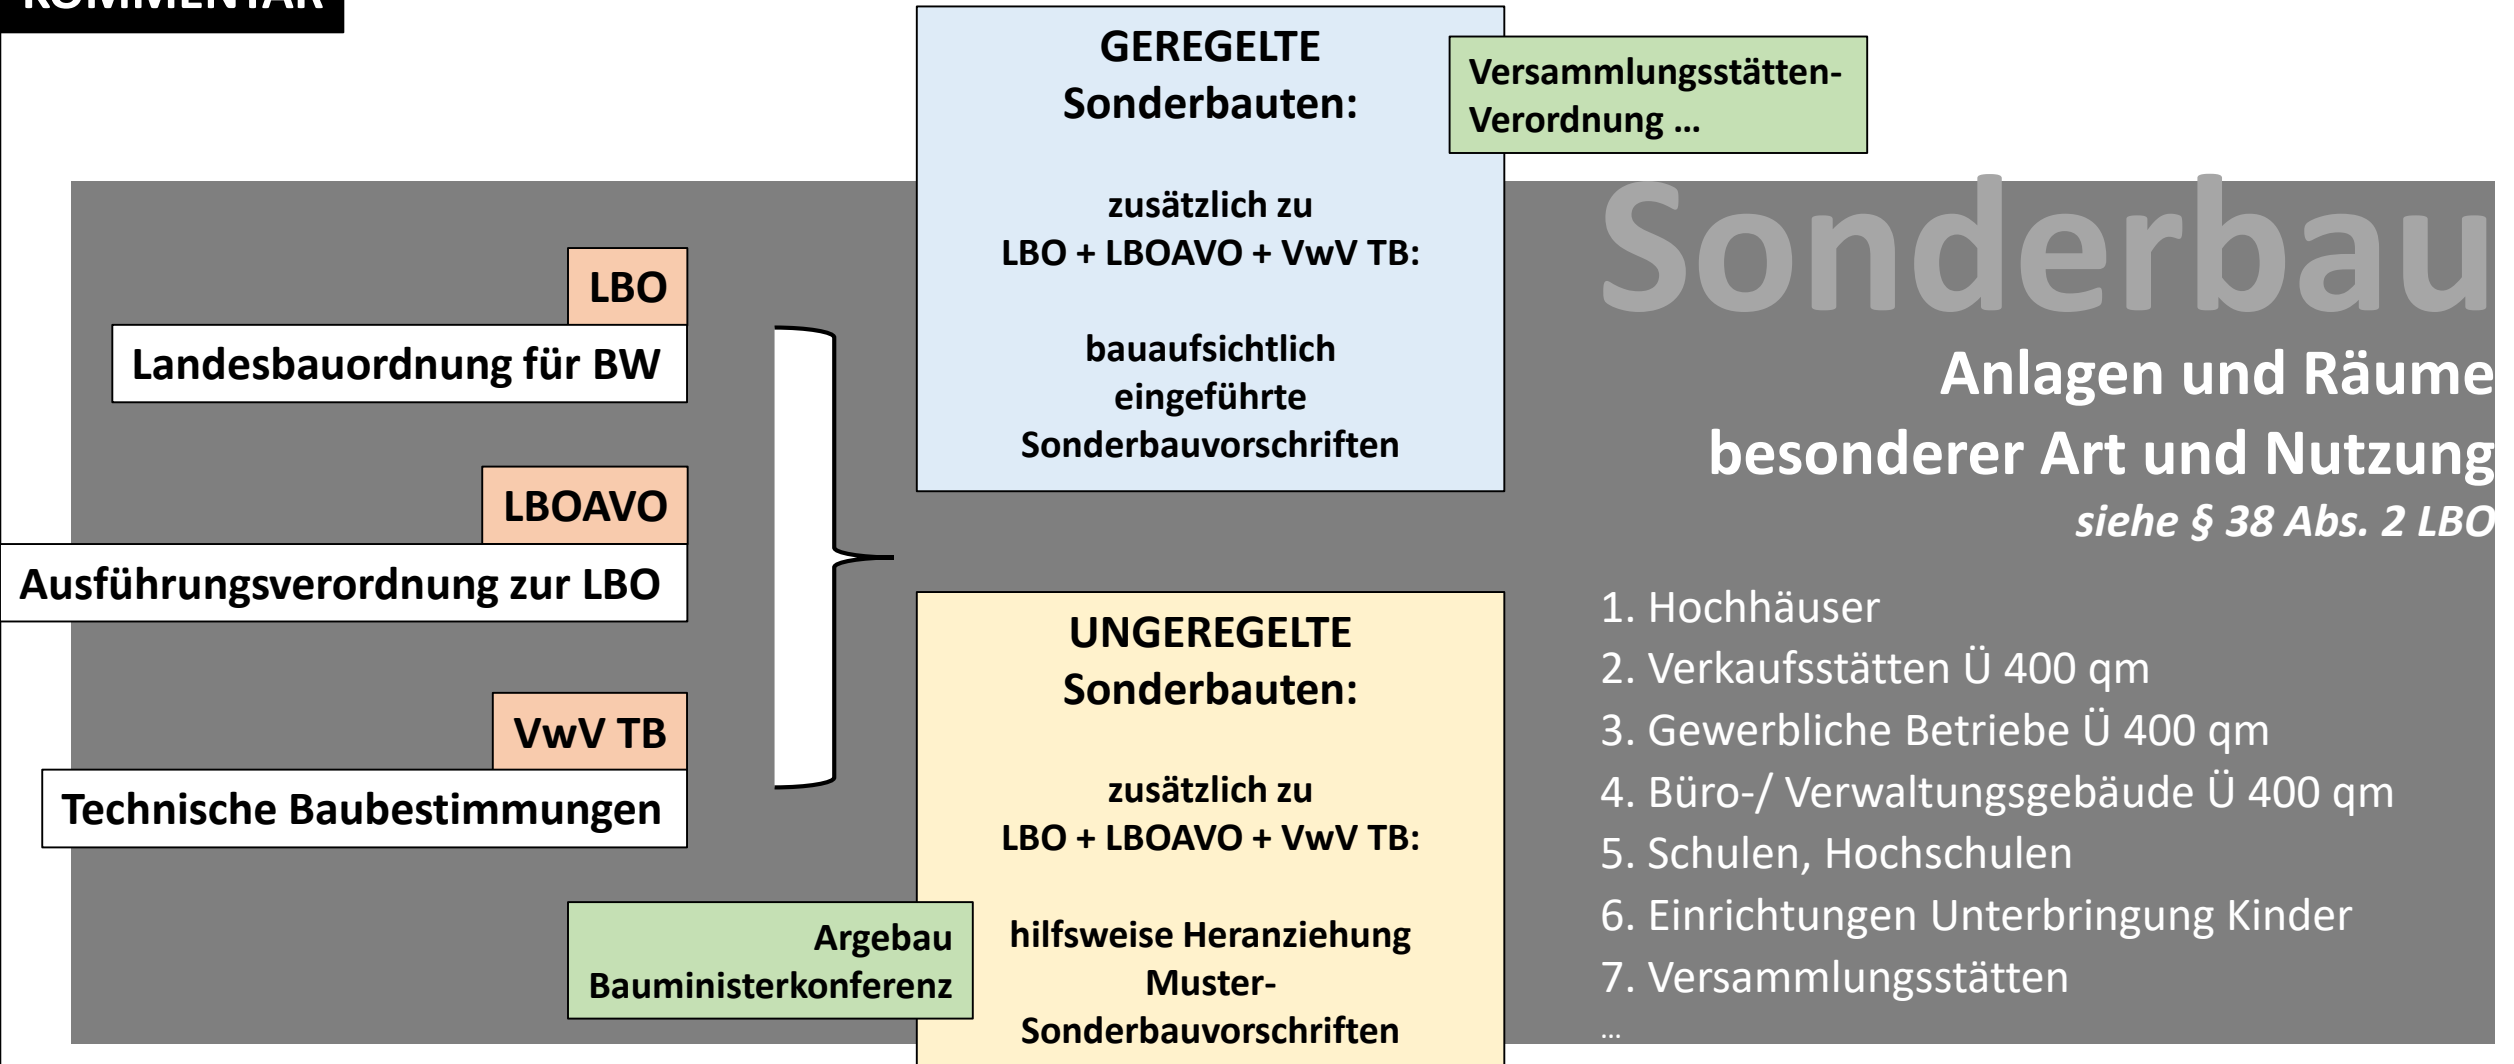 KOMMENTAR
GEREGELTE
Sonderbauten:
zusätzlich zu
LBO + LBOAVO + VwV TB:
bauaufsichtlich
eingeführte
Sonderbauvorschriften
Versammlungsstätten-
Verordnung ...
LBO
Landesbauordnung für BW
LBOAVO
Ausführungsverordnung zur LBO
VwV TB
Technische Baubestimmungen
UNGEREGELTE
Sonderbauten:
zusätzlich zu
LBO + LBOAVO + VwV TB:
hilfsweise Heranziehung
Muster-
Sonderbauvorschriften
Argebau
Bauministerkonferenz
Sonderbau
Anlagen und Räume
besonderer Art und Nutzung
siehe § 38 Abs. 2 LBO
1. Hochhäuser
2. Verkaufsstätten Ü 400 qm
3. Gewerbliche Betriebe Ü 400 qm
4. Büro-/ Verwaltungsgebäude Ü 400 qm
5. Schulen, Hochschulen
6. Einrichtungen Unterbringung Kinder
7. Versammlungsstätten
...